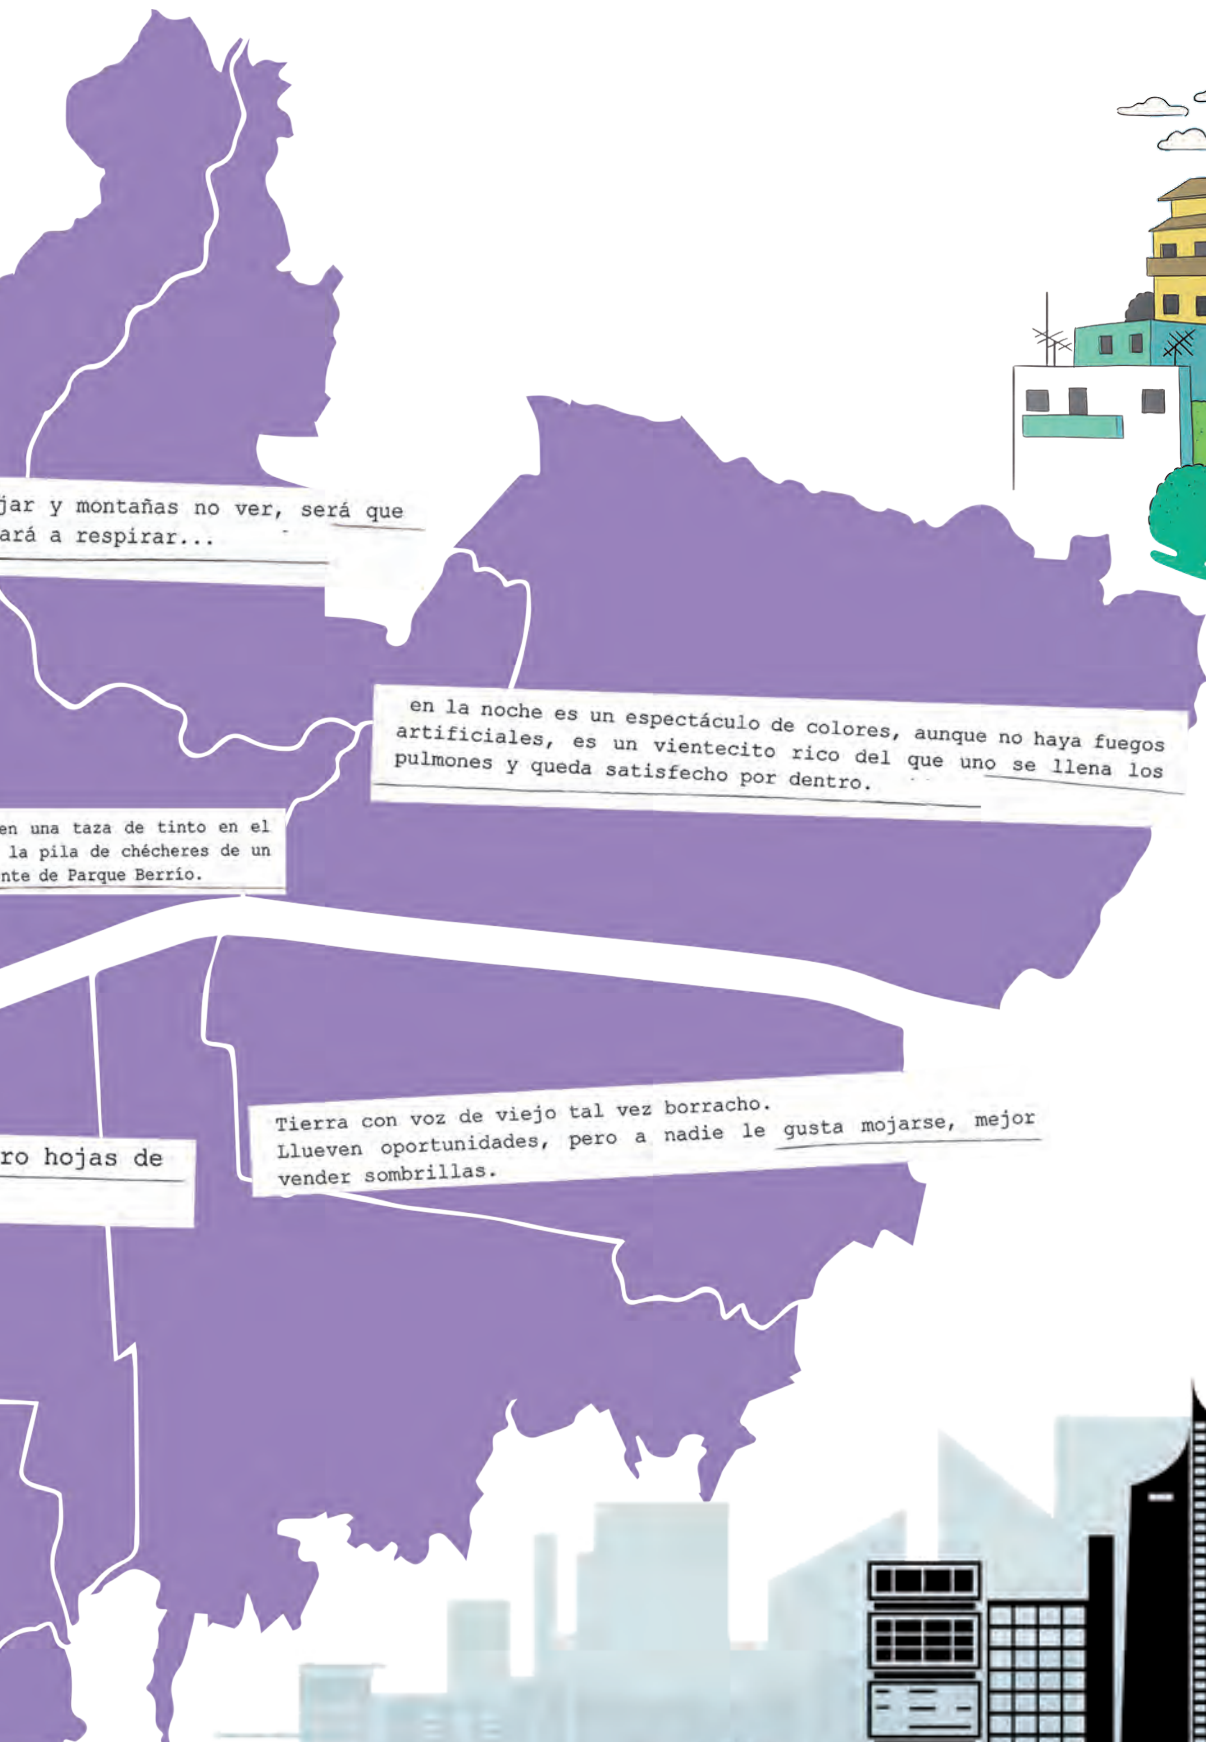 jar y montañas no ver, será que
ará a respirar...
en la noche es un espectáculo de colores, aunque no haya fuegos
artificiales, es un vientecito rico del que uno se llena los
pulmones y queda satisfecho por dentro.
en una taza de tinto en el
la pila de chécheres de un
nte de Parque Berrío.
Tierra con voz de viejo tal vez borracho.
Llueven oportunidades, pero a nadie le gusta mojarse, mejor
vender sombrillas.
ro hojas de